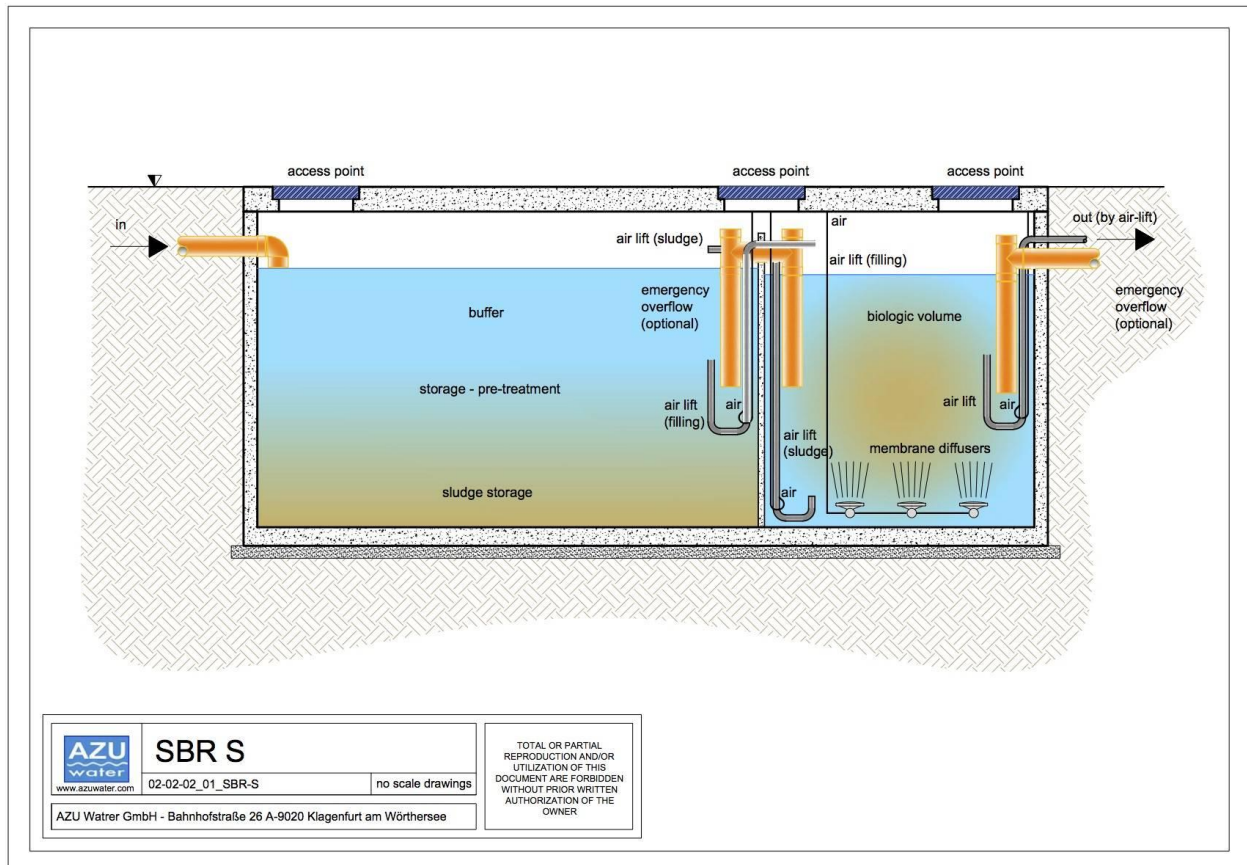 access point
access point
access point
in
air lift (sludge)
air
out (by air-lift)
air lift (filling)
emergency
overflow
(optional)
emergency
overflow
(optional)
buffer
biologic volume
storage - pre-treatment
air lift
(filling)
air
air lift
air
air lift
(sludge)
membrane diffusers
sludge storage
air
AZU
water
www.azuwater.com
SBR S
02-02-02_01_SBR-S
no scale drawings
AZU Watrer GmbH - Bahnhofstraße 26 A-9020 Klagenfurt am Wörthersee
TOTAL OR PARTIAL
REPRODUCTION AND/OR
UTILIZATION OF THIS
DOCUMENT ARE FORBIDDEN
WITHOUT PRIOR WRITTEN
AUTHORIZATION OF THE
OWNER